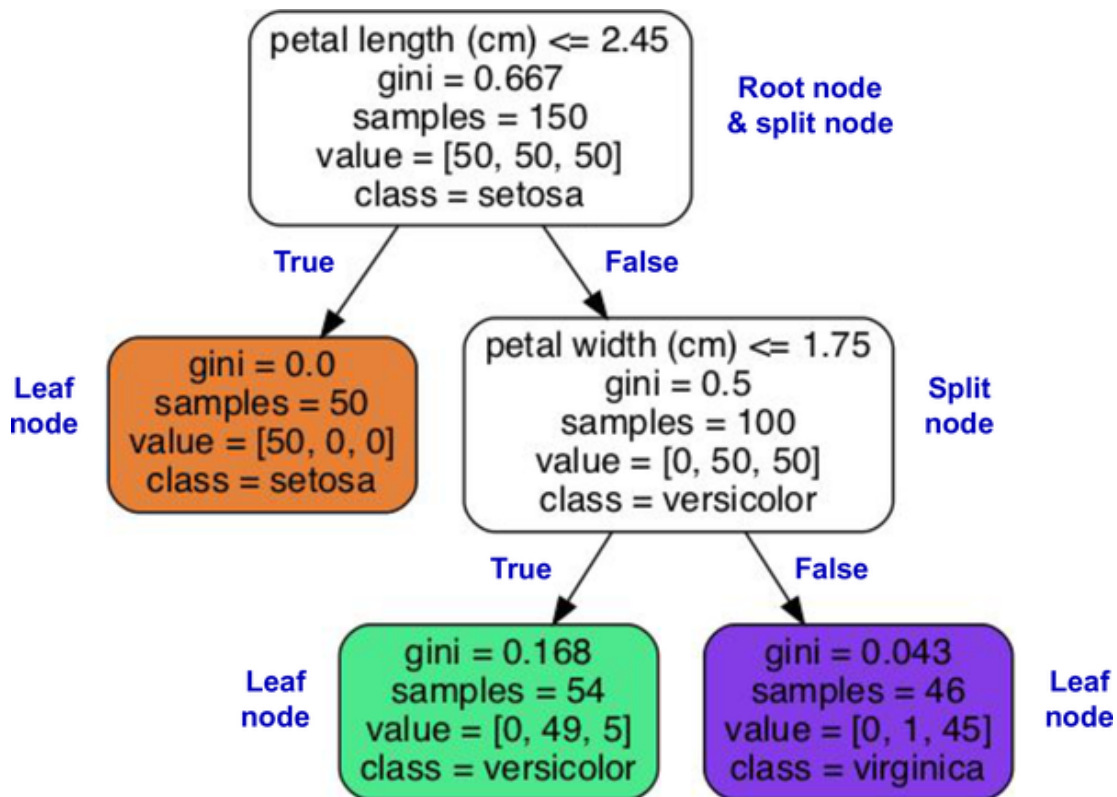 petal length (cm) <= 2.45
gini = 0.667
samples = 150
value = [50, 50, 50]
class = setosa
Root node
& split node
True
False
Leaf
node
gini = 0.0
samples = 50
value = [50, 0, 0]
class = setosa
petal width (cm) <= 1.75
gini = 0.5
samples = 100
value = [0, 50, 50]
class = versicolor
Split
node
True
False
Leaf
node
gini = 0.168
samples = 54
value = [0, 49, 5]
class = versicolor
gini = 0.043
samples = 46
value = [0, 1, 45]
class = virginica
Leaf
node